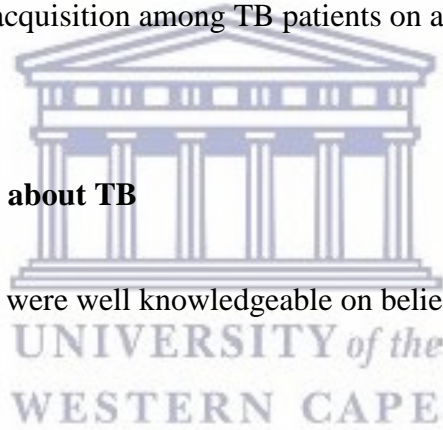 acquisition among TB patients on a
about TB
were well knowledgeable on belie
UNIVERSITY of the
WESTERN CAPE